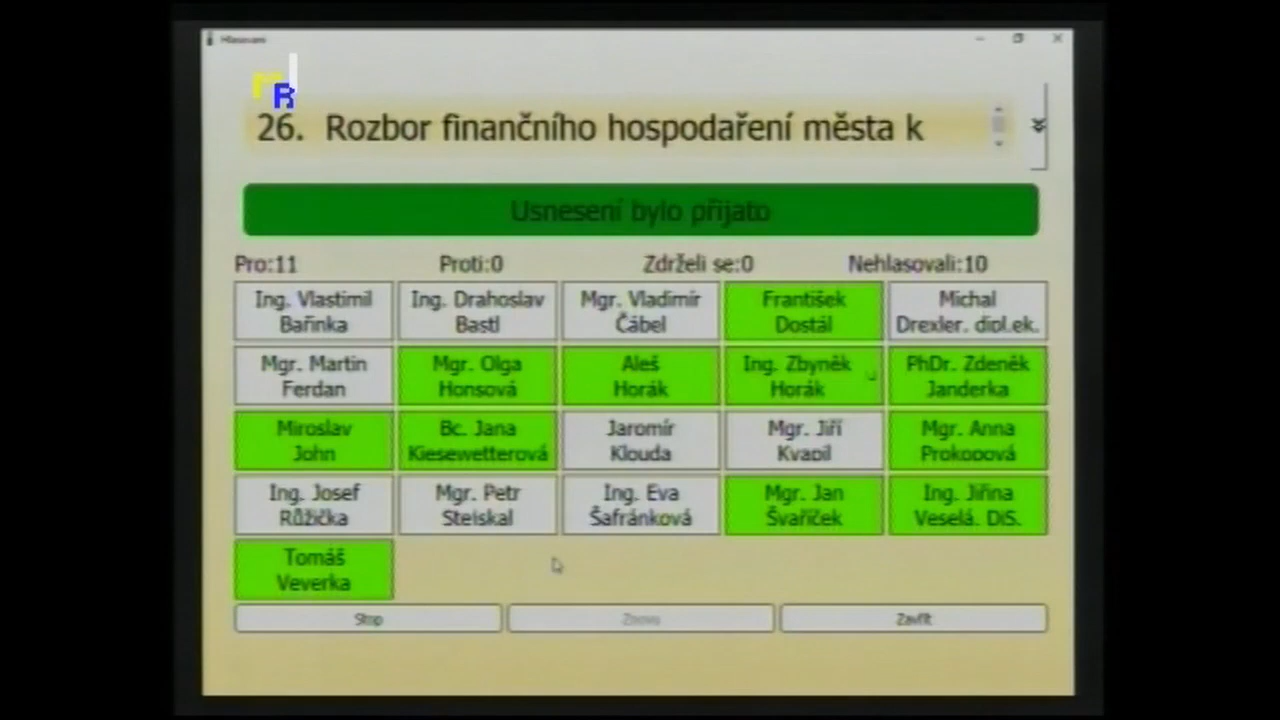 Hlasování
R
26. Rozbor finančního hospodaření města k
Usnesení bylo přijato
Pro:11 Proti:0 Zdrželi se:0 Nehlasovali:10
Ing. Vlastimil Bařinka
Ing. Drahoslav Bastl
Mgr. Vladimír Čábel
František Dostál
Michal Drexler, dipl.ek.
Mgr. Martin Ferdan
Mgr. Olga Honsová
Aleš Horák
Ing. Zbyněk Horák
PhDr. Zdeněk Janderka
Miroslav John
Bc. Jana Kiesewetterová
Jaromír Klouda
Mgr. Jiří Kvapil
Mgr. Anna Prokopová
Ing. Josef Růžička
Mgr. Petr Stejskal
Ing. Eva Šafránková
Mgr. Jan Švaříček
Ing. Jiřina Veselá, DiS.
Tomáš Veverka
Stop Znovu Zavřít